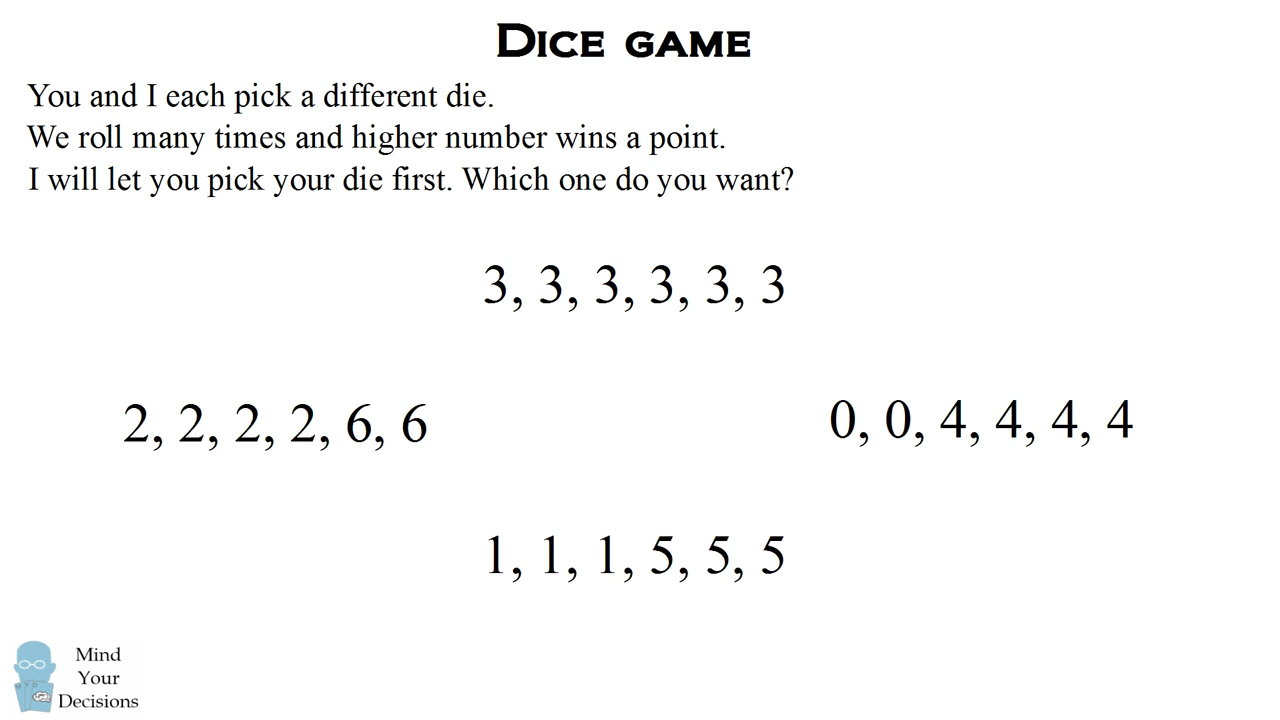 DICE GAME
You and I each pick a different die.
We roll many times and higher number wins a point.
I will let you pick your die first. Which one do you want?
3, 3, 3, 3, 3, 3
2, 2, 2, 2, 6, 6
0, 0, 4, 4, 4, 4
1, 1, 1, 5, 5, 5
Mind
Your
Decisions